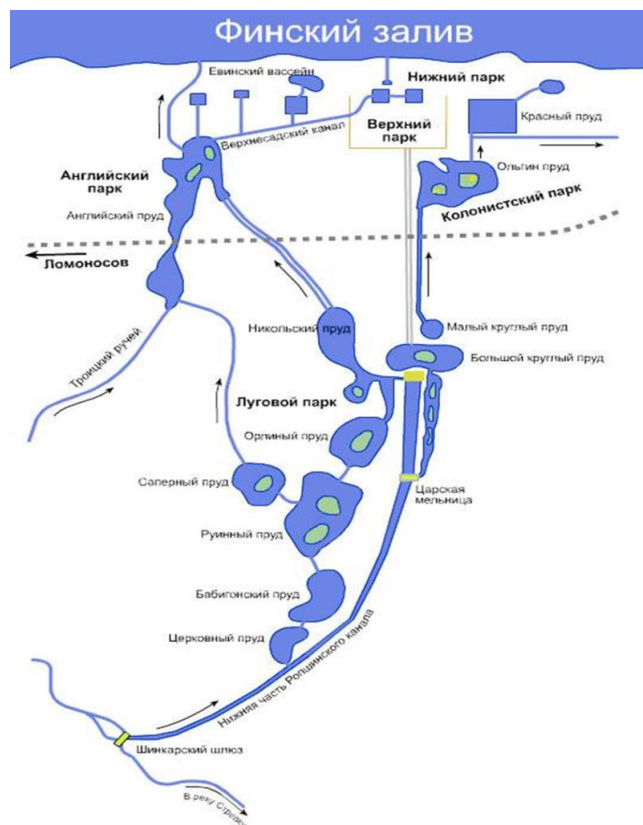 Финский залив
Евинский вассейн
Нижний парк
Красный пруд
Верхнесадский канал
Верхний
парк
Английский
парк
Ольгин пруд
Колонистский парк
Английский пруд
Ломоносов
Никольский пруд
Малый круглый пруд
Большой круглый пруд
Троицкий ручей
Луговой парк
Орлиный пруд
Саперный пруд
Царская
мельница
Руинный пруд
Бабигонский пруд
Церковный пруд
Нижняя часть Ропшинского канала
Шинкарский шлюз
В реку Стрелку